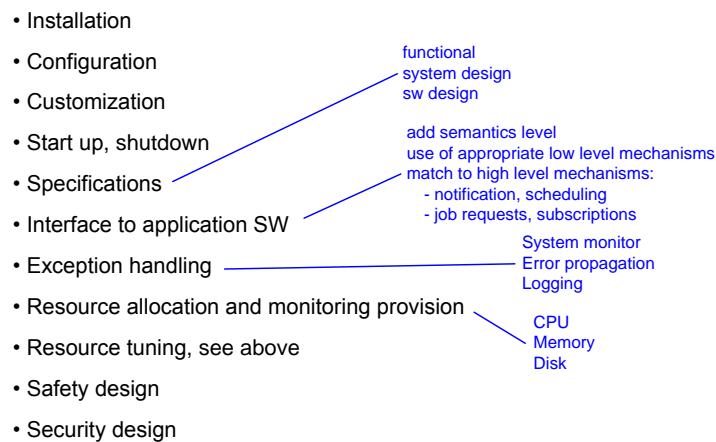 • Installation
• Configuration
• Customization
• Start up, shutdown
• Specifications
functional
system design
sw design
• Interface to application SW
add semantics level
use of appropriate low level mechanisms
match to high level mechanisms:
- notification, scheduling
- job requests, subscriptions
• Exception handling
System monitor
Error propagation
Logging
• Resource allocation and monitoring provision
CPU
Memory
Disk
• Resource tuning, see above
• Safety design
• Security design